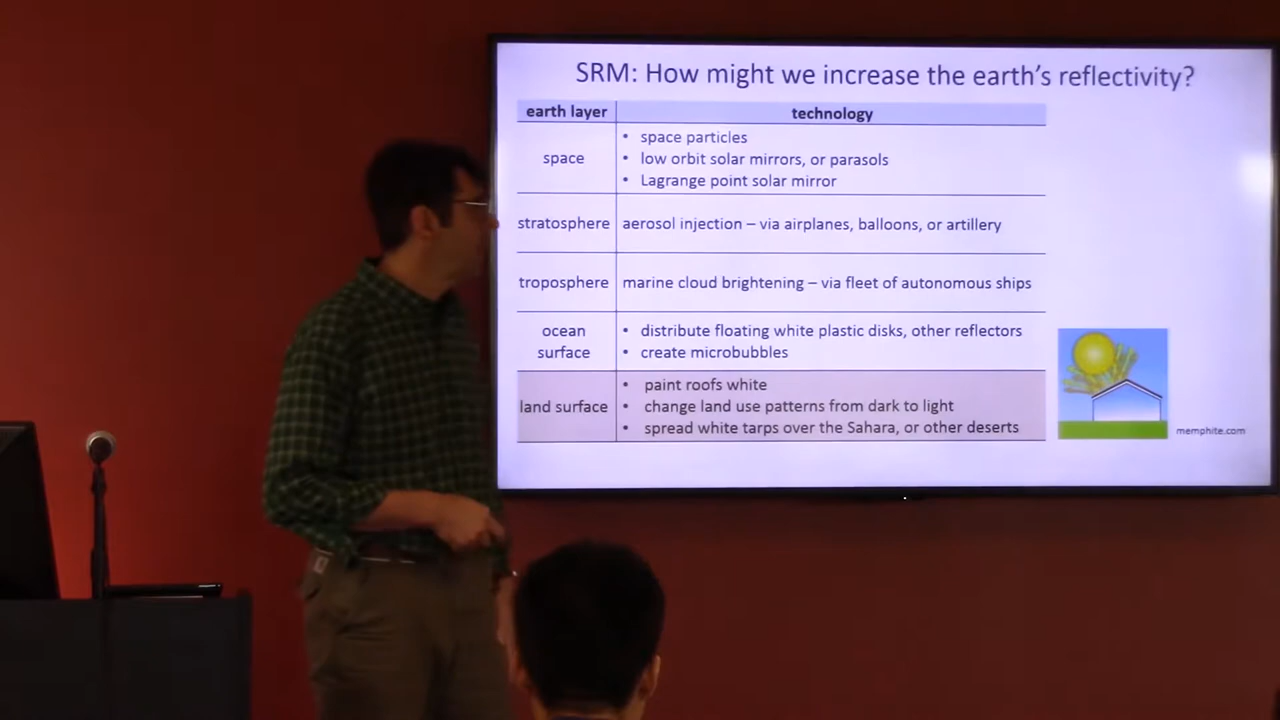 SRM: How might we increase the earth's reflectivity?
earth layer technology
space
• space particles
• low orbit solar mirrors, or parasols
• Lagrange point solar mirror
stratosphere aerosol injection – via airplanes, balloons, or artillery
troposphere marine cloud brightening – via fleet of autonomous ships
ocean
surface
• distribute floating white plastic disks, other reflectors
• create microbubbles
land surface
• paint roofs white
• change land use patterns from dark to light
• spread white tarps over the Sahara, or other deserts
memphite.com